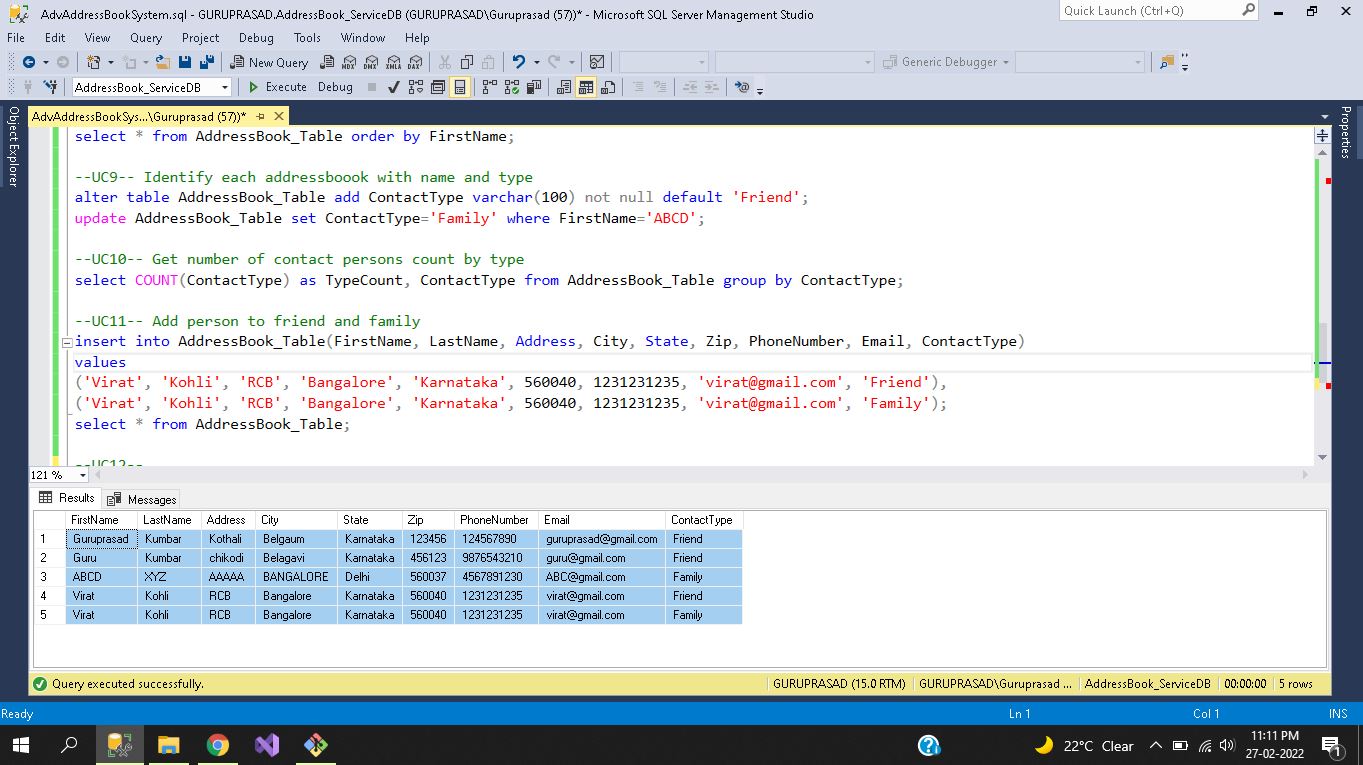 AdvAddressBookSystem.sql - GURUPRASAD.AddressBook_ServiceDB (GURUPRASAD\Guruprasad (57))* - Microsoft SQL Server Management Studio
Quick Launch (Ctrl+Q)
File Edit View Query Project Debug Tools Window Help
New Query MDX DMX XMLA DAX Generic Debugger
AddressBook_ServiceDB Execute Debug
AdvAddressBookSys...\Guruprasad (57))*
Object Explorer
Properties
select * from AddressBook_Table order by FirstName;
--UC9-- Identify each addressboook with name and type
alter table AddressBook_Table add ContactType varchar(100) not null default 'Friend';
update AddressBook_Table set ContactType='Family' where FirstName='ABCD';
--UC10-- Get number of contact persons count by type
select COUNT(ContactType) as TypeCount, ContactType from AddressBook_Table group by ContactType;
--UC11-- Add person to friend and family
insert into AddressBook_Table(FirstName, LastName, Address, City, State, Zip, PhoneNumber, Email, ContactType)
values
('Virat', 'Kohli', 'RCB', 'Bangalore', 'Karnataka', 560040, 1231231235, 'virat@gmail.com', 'Friend'),
('Virat', 'Kohli', 'RCB', 'Bangalore', 'Karnataka', 560040, 1231231235, 'virat@gmail.com', 'Family');
select * from AddressBook_Table;
--UC12--
121 %
Results Messages
FirstName LastName Address City State Zip PhoneNumber Email ContactType
1 Guruprasad Kumbar Kothali Belgaum Karnataka 123456 124567890 guruprasad@gmail.com Friend
2 Guru Kumbar chikodi Belagavi Karnataka 456123 9876543210 guru@gmail.com Friend
3 ABCD XYZ AAAAA BANGALORE Delhi 560037 4567891230 ABC@gmail.com Family
4 Virat Kohli RCB Bangalore Karnataka 560040 1231231235 virat@gmail.com Friend
5 Virat Kohli RCB Bangalore Karnataka 560040 1231231235 virat@gmail.com Family
Query executed successfully. GURUPRASAD (15.0 RTM) GURUPRASAD\Guruprasad ... AddressBook_ServiceDB 00:00:00 5 rows
Ready Ln 1 Col 1 INS
22°C Clear 11:11 PM
27-02-2022
1